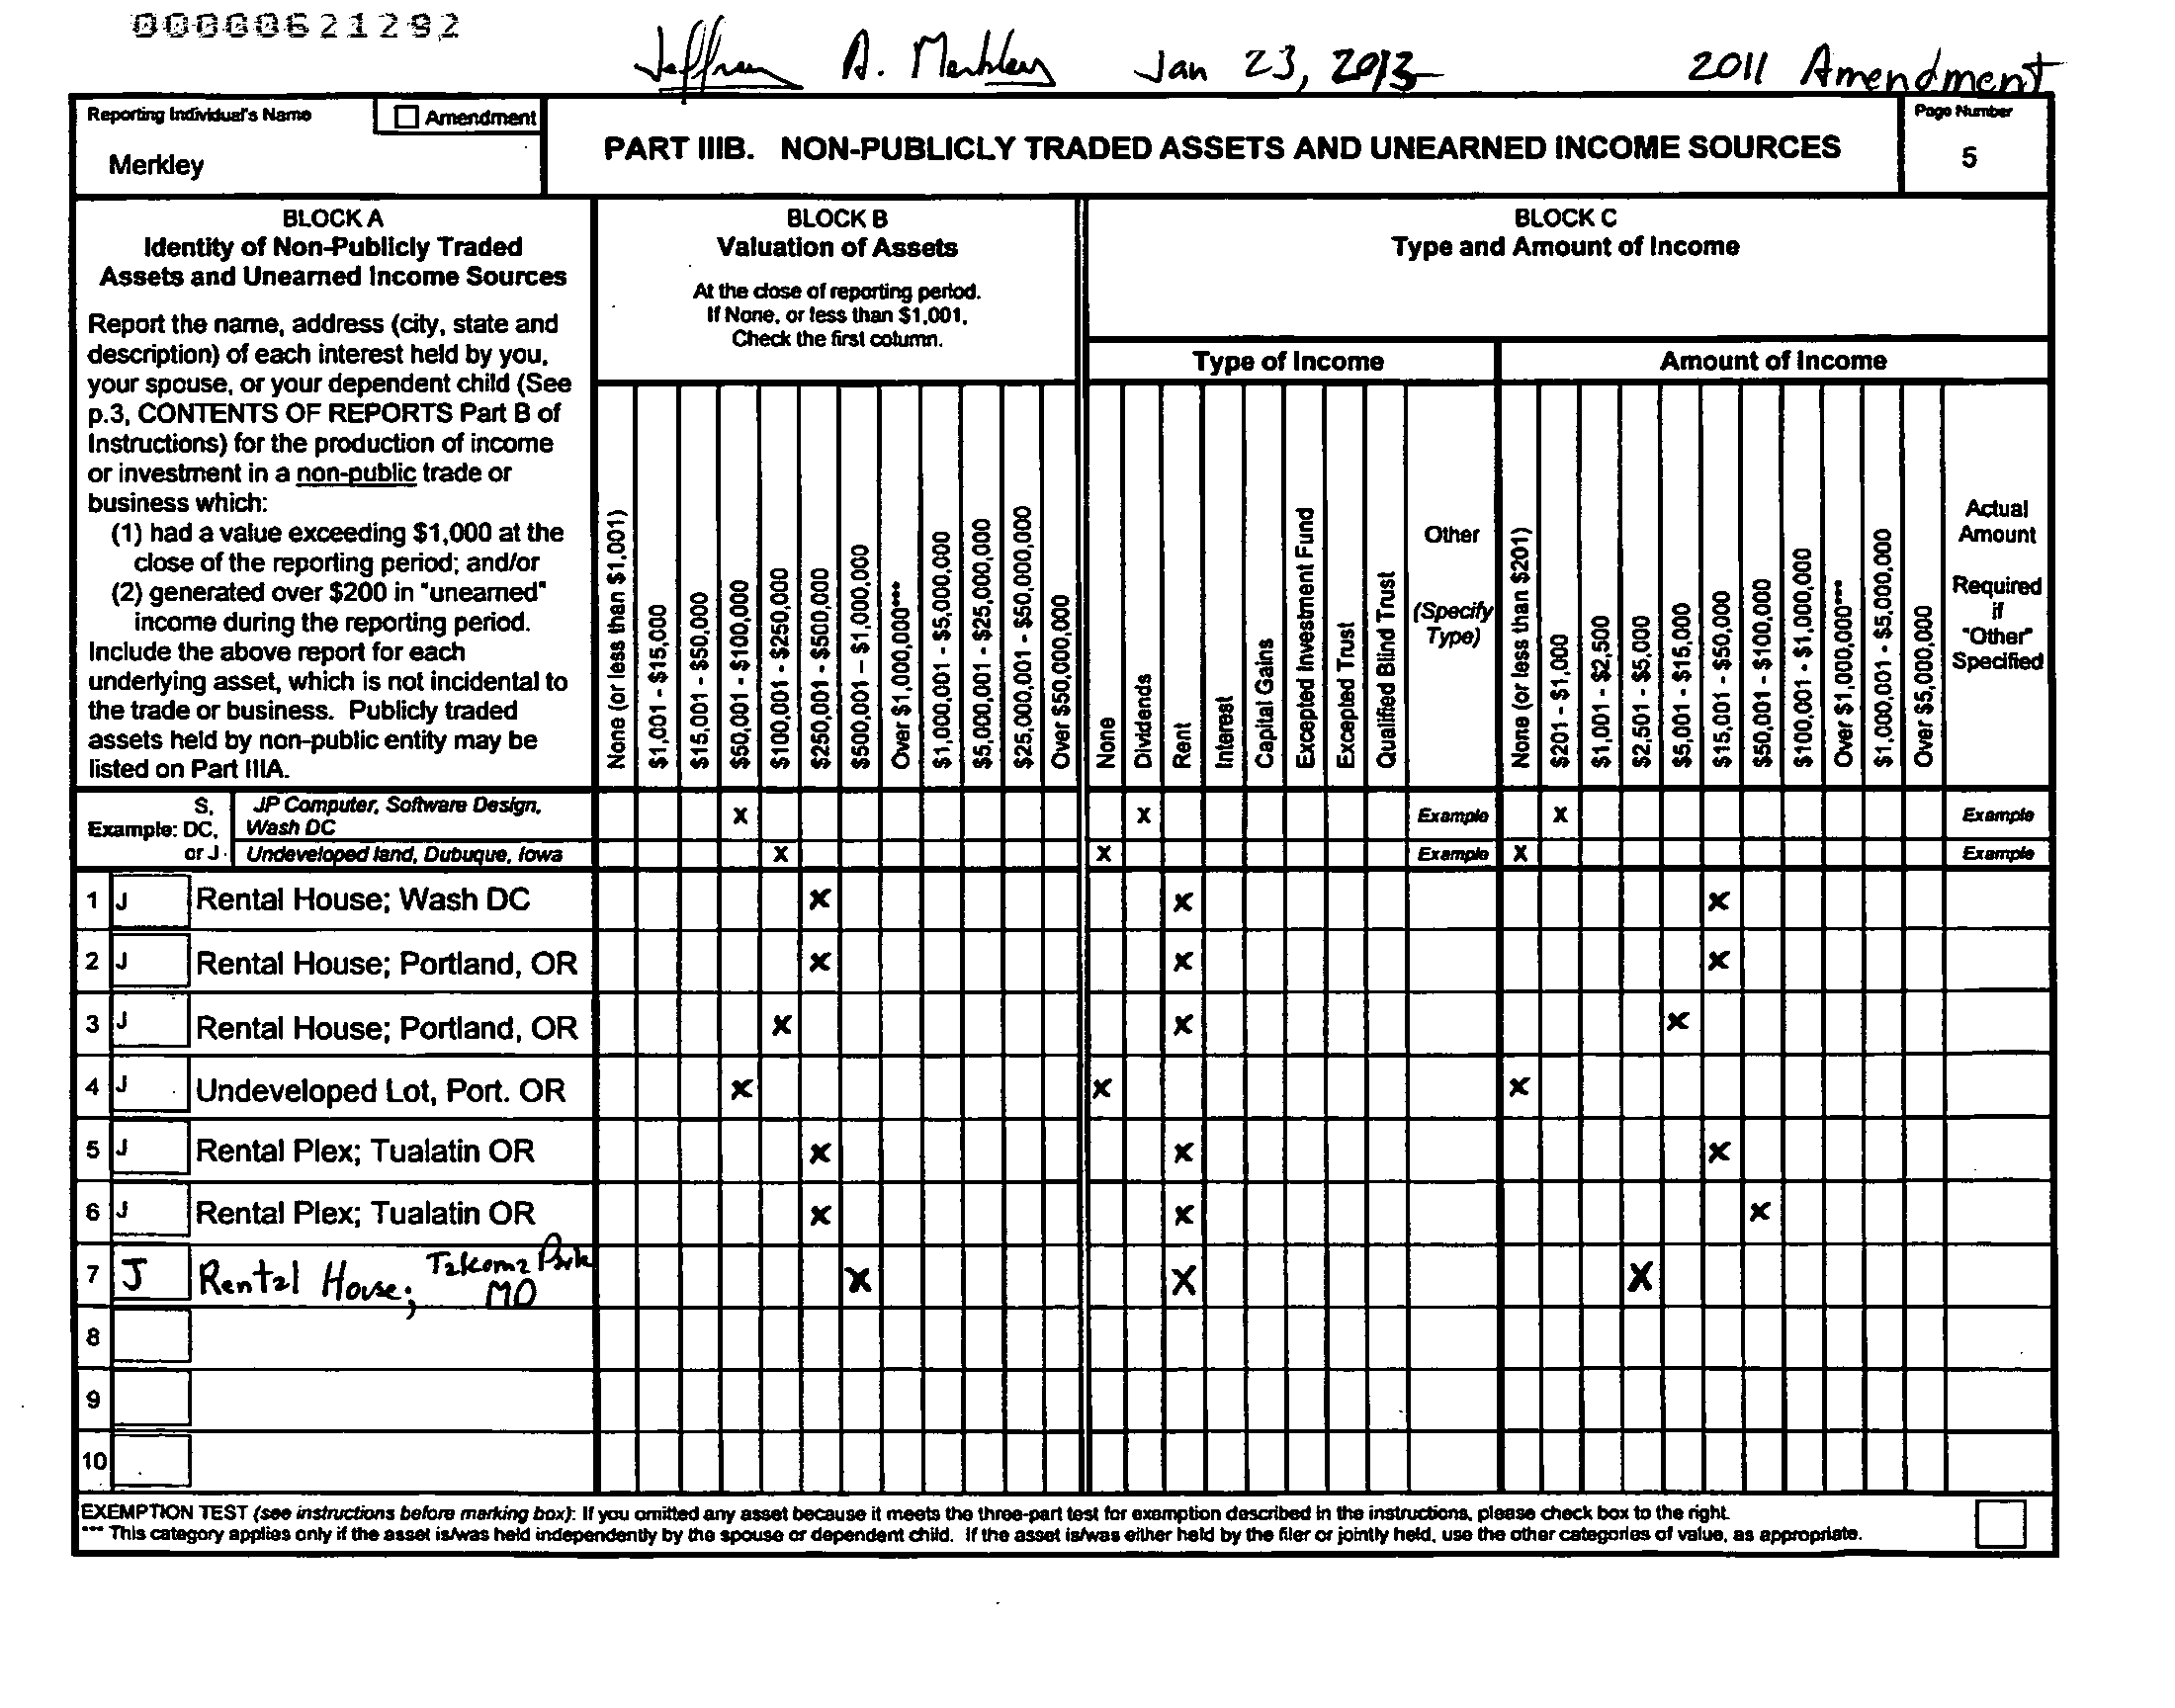 00000621292
Jeffrey A. Merkley Jan 23, 2013 2011 Amendment
Reporting Individual's Name
☐ Amendment
Merkley
PART IIIB. NON-PUBLICLY TRADED ASSETS AND UNEARNED INCOME SOURCES
Page Number
5
BLOCK A
Identity of Non-Publicly Traded
Assets and Unearned Income Sources
Report the name, address (city, state and
description) of each interest held by you,
your spouse, or your dependent child (See
p.3, CONTENTS OF REPORTS Part B of
Instructions) for the production of income
or investment in a non-public trade or
business which:
(1) had a value exceeding $1,000 at the
close of the reporting period; and/or
(2) generated over $200 in "unearned"
income during the reporting period.
Include the above report for each
underlying asset, which is not incidental to
the trade or business. Publicly traded
assets held by non-public entity may be
listed on Part IIIA.
BLOCK B
Valuation of Assets
At the close of reporting period.
If None, or less than $1,001,
Check the first column.
None (or less than $1,001)
$1,001 - $15,000
$15,001 - $50,000
$50,001 - $100,000
$100,001 - $250,000
$250,001 - $500,000
$500,001 – $1,000,000
Over $1,000,000***
$1,000,001 - $5,000,000
$5,000,001 - $25,000,000
$25,000,001 - $50,000,000
Over $50,000,000
BLOCK C
Type and Amount of Income
Type of Income
None
Dividends
Rent
Interest
Capital Gains
Excepted Investment Fund
Excepted Trust
Qualified Blind Trust
Other
(Specify
Type)
Amount of Income
None (or less than $201)
$201 - $1,000
$1,001 - $2,500
$2,501 - $5,000
$5,001 - $15,000
$15,001 - $50,000
$50,001 - $100,000
$100,001 - $1,000,000
Over $1,000,000***
$1,000,001 - $5,000,000
Over $5,000,000
Actual
Amount
Required
if
"Other"
Specified
Example: S, DC, or J
JP Computer, Software Design,
Wash DC X X Example X Example
Undeveloped land, Dubuque, Iowa X X Example X Example
1 J Rental House; Wash DC X X X
2 J Rental House; Portland, OR X X X
3 J Rental House; Portland, OR X X X
4 J Undeveloped Lot, Port. OR X X X
5 J Rental Plex; Tualatin OR X X X
6 J Rental Plex; Tualatin OR X X X
7 J Rental House; Takoma Park MD X X X
8
9
10
EXEMPTION TEST (see instructions before marking box): If you omitted any asset because it meets the three-part test for exemption described in the instructions, please check box to the right.
*** This category applies only if the asset is/was held independently by the spouse or dependent child. If the asset is/was either held by the filer or jointly held, use the other categories of value, as appropriate.